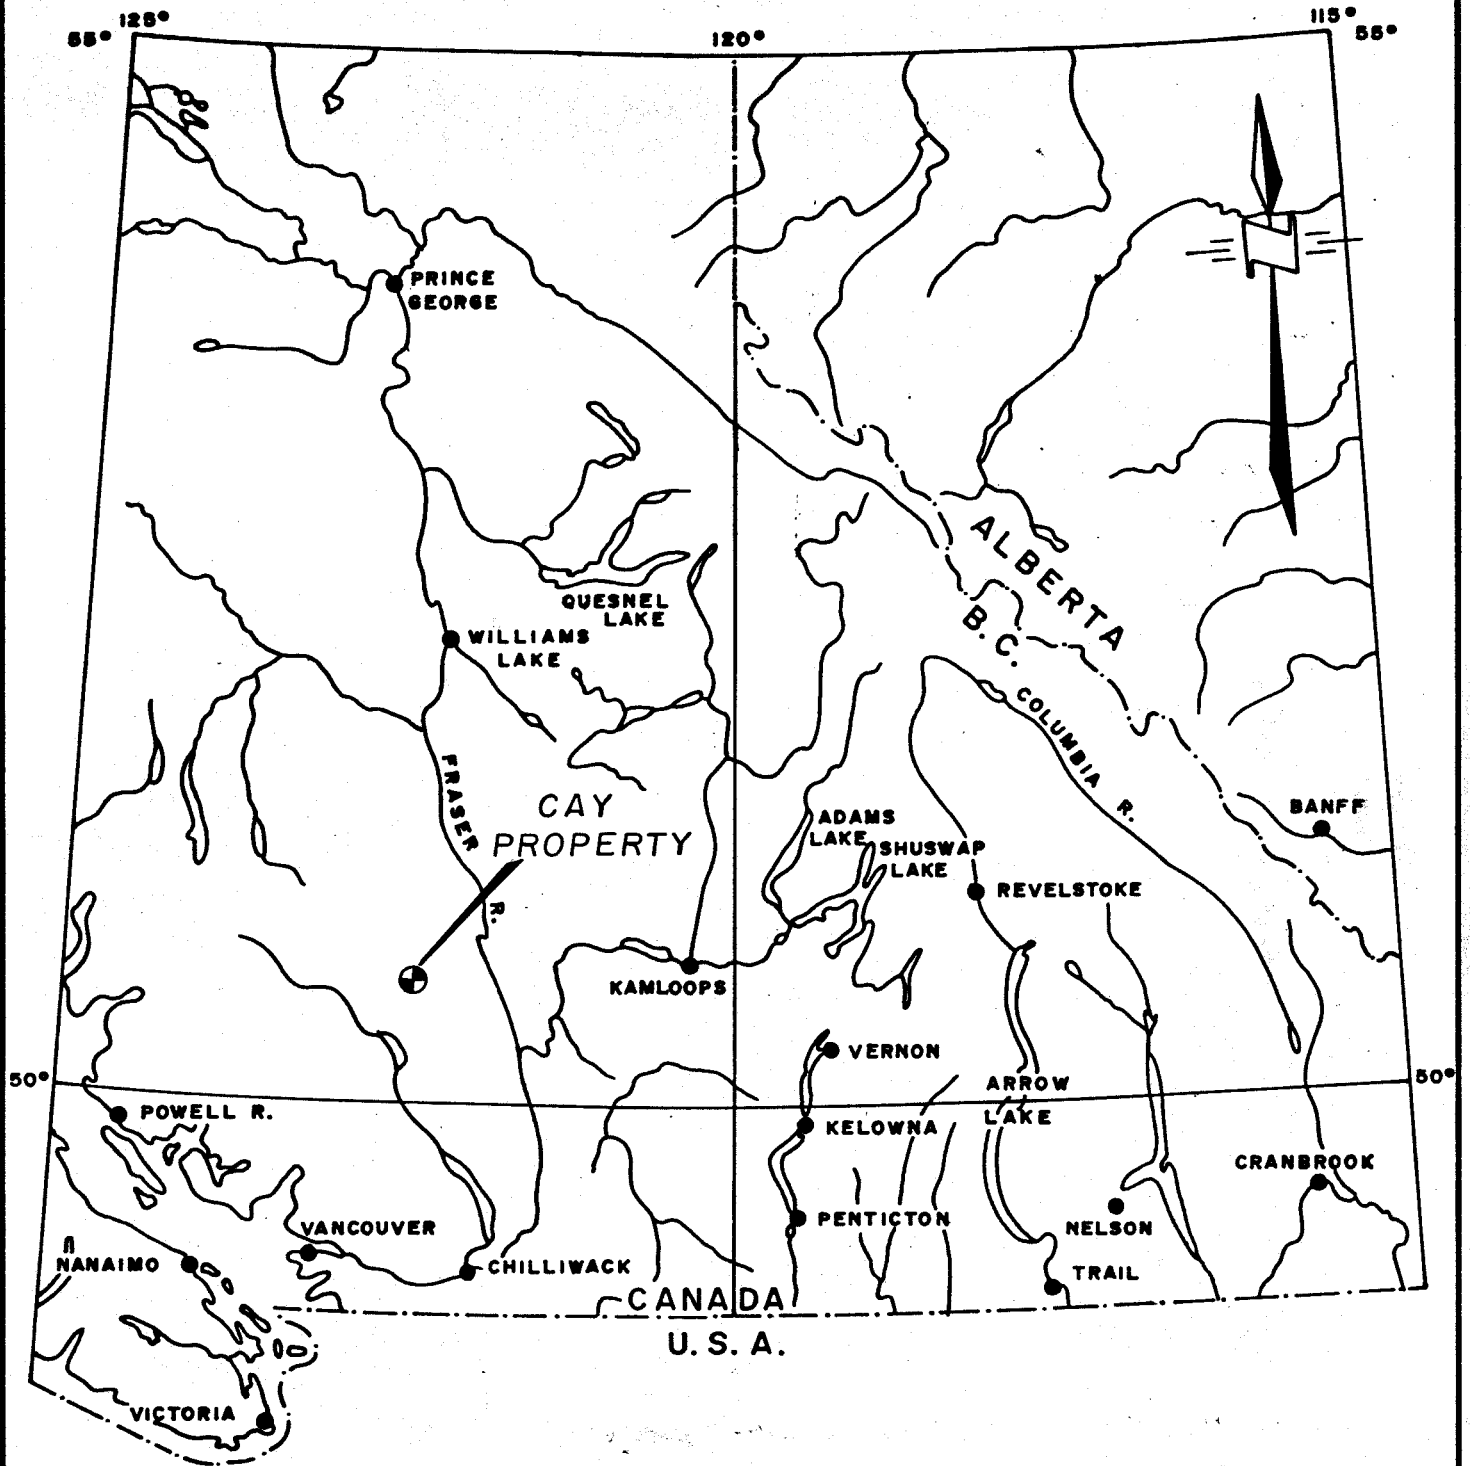 125°
115°
55°
120°
55°
PRINCE
GEORGE
ALBERTA
B.C.
QUESNEL
LAKE
WILLIAMS
LAKE
COLUMBIA R.
FRASER R.
CAY
PROPERTY
BANFF
ADAMS
LAKE
SHUSWAP
LAKE
REVELSTOKE
KAMLOOPS
VERNON
50°
50°
ARROW
LAKE
POWELL R.
KELOWNA
CRANBROOK
VANCOUVER
PENTICTON
NELSON
NANAIMO
CHILLIWACK
TRAIL
CANADA
U.S.A.
VICTORIA